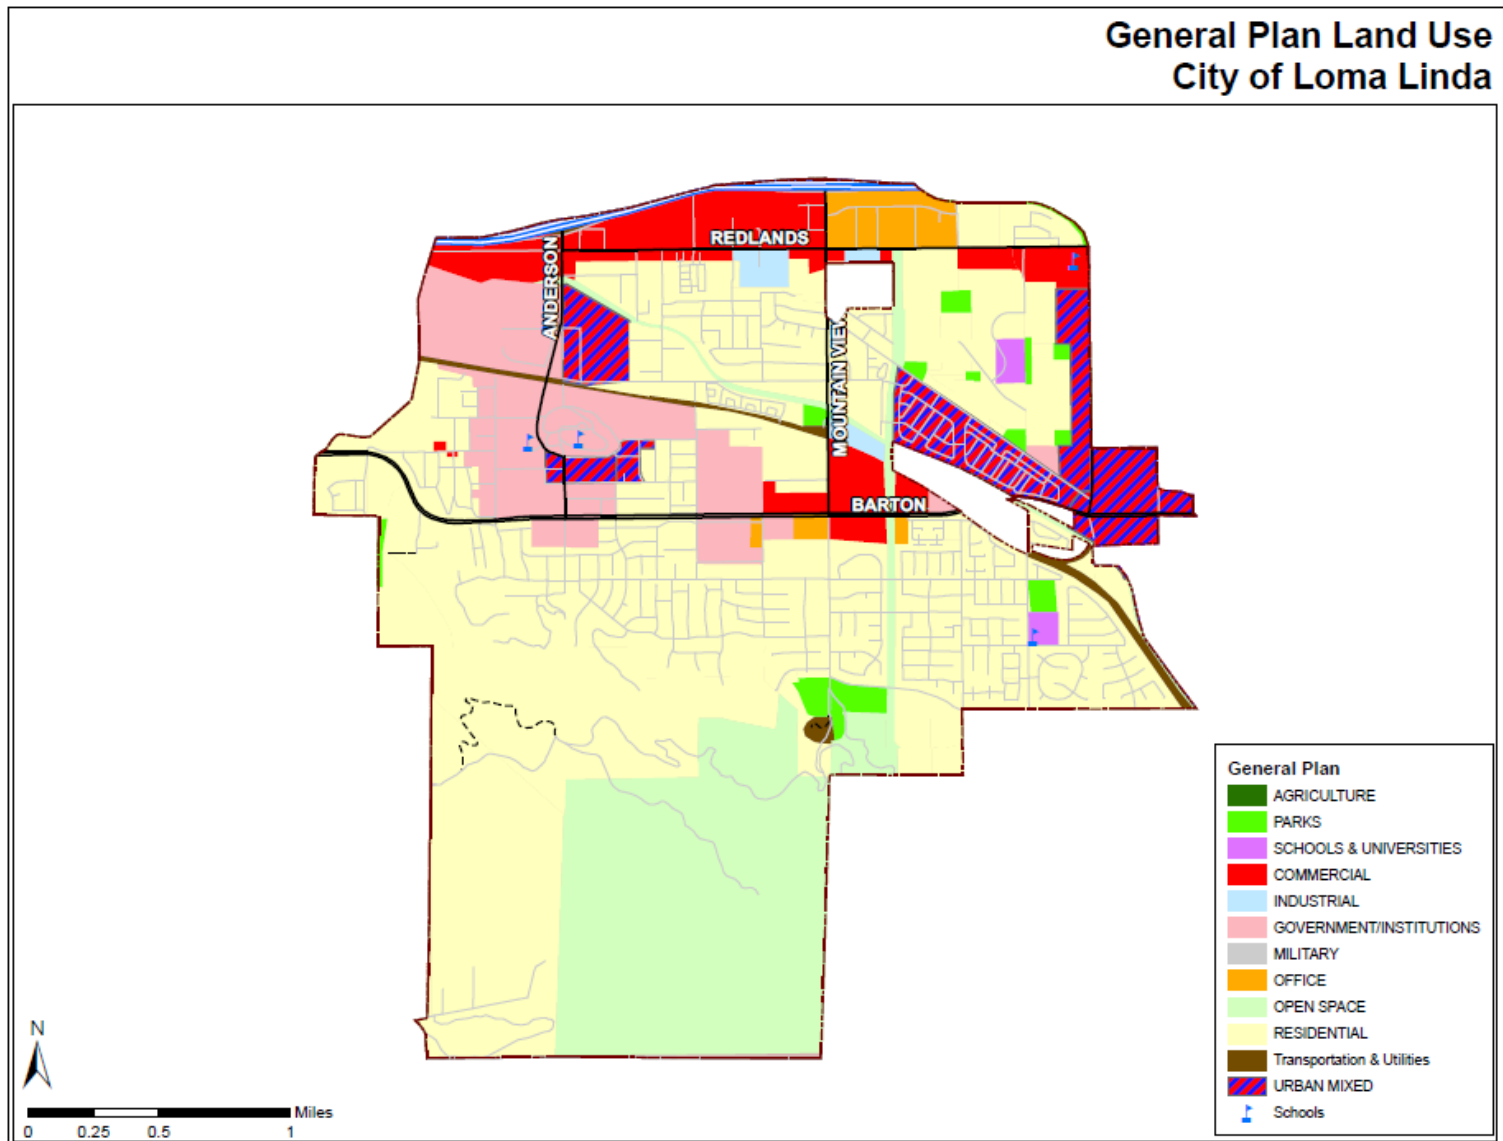 General Plan Land Use
City of Loma Linda
REDLANDS
ANDERSON
MOUNTAIN VIEW
BARTON
General Plan
AGRICULTURE
PARKS
SCHOOLS & UNIVERSITIES
COMMERCIAL
INDUSTRIAL
GOVERNMENT/INSTITUTIONS
MILITARY
OFFICE
OPEN SPACE
RESIDENTIAL
Transportation & Utilities
URBAN MIXED
Schools
N
Miles
0 0.25 0.5 1